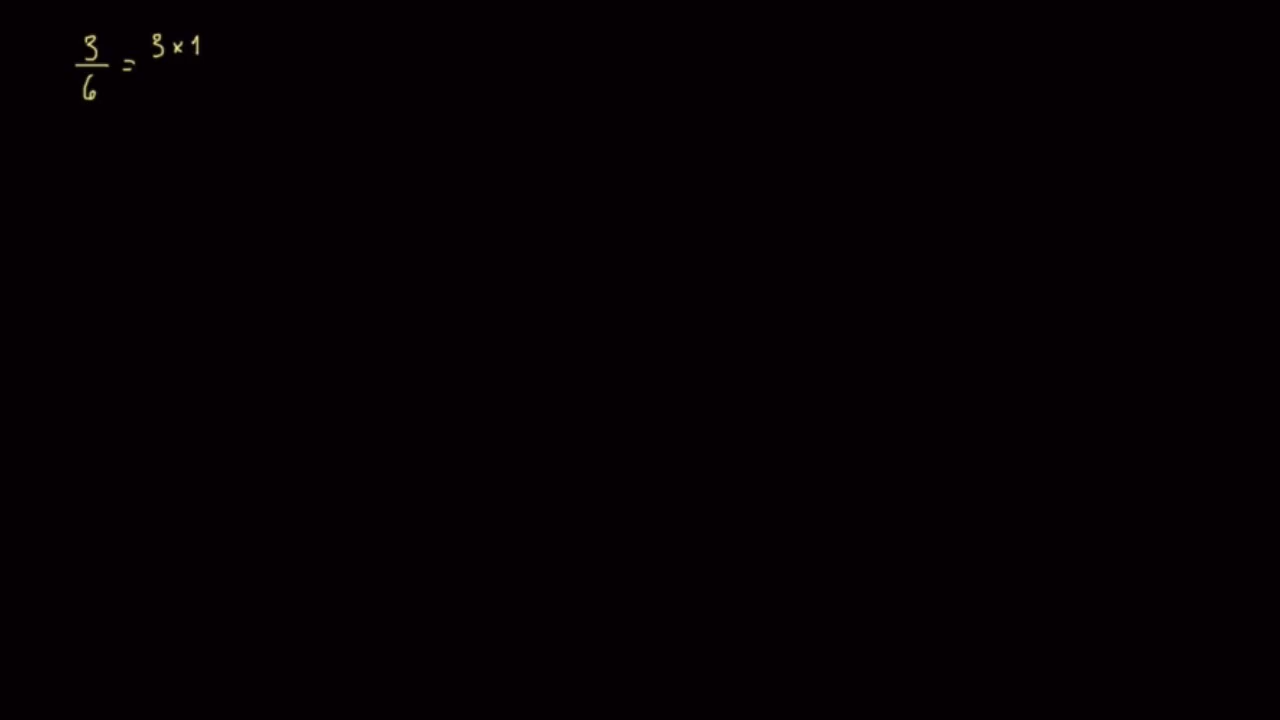 3/6 = 3 × 1